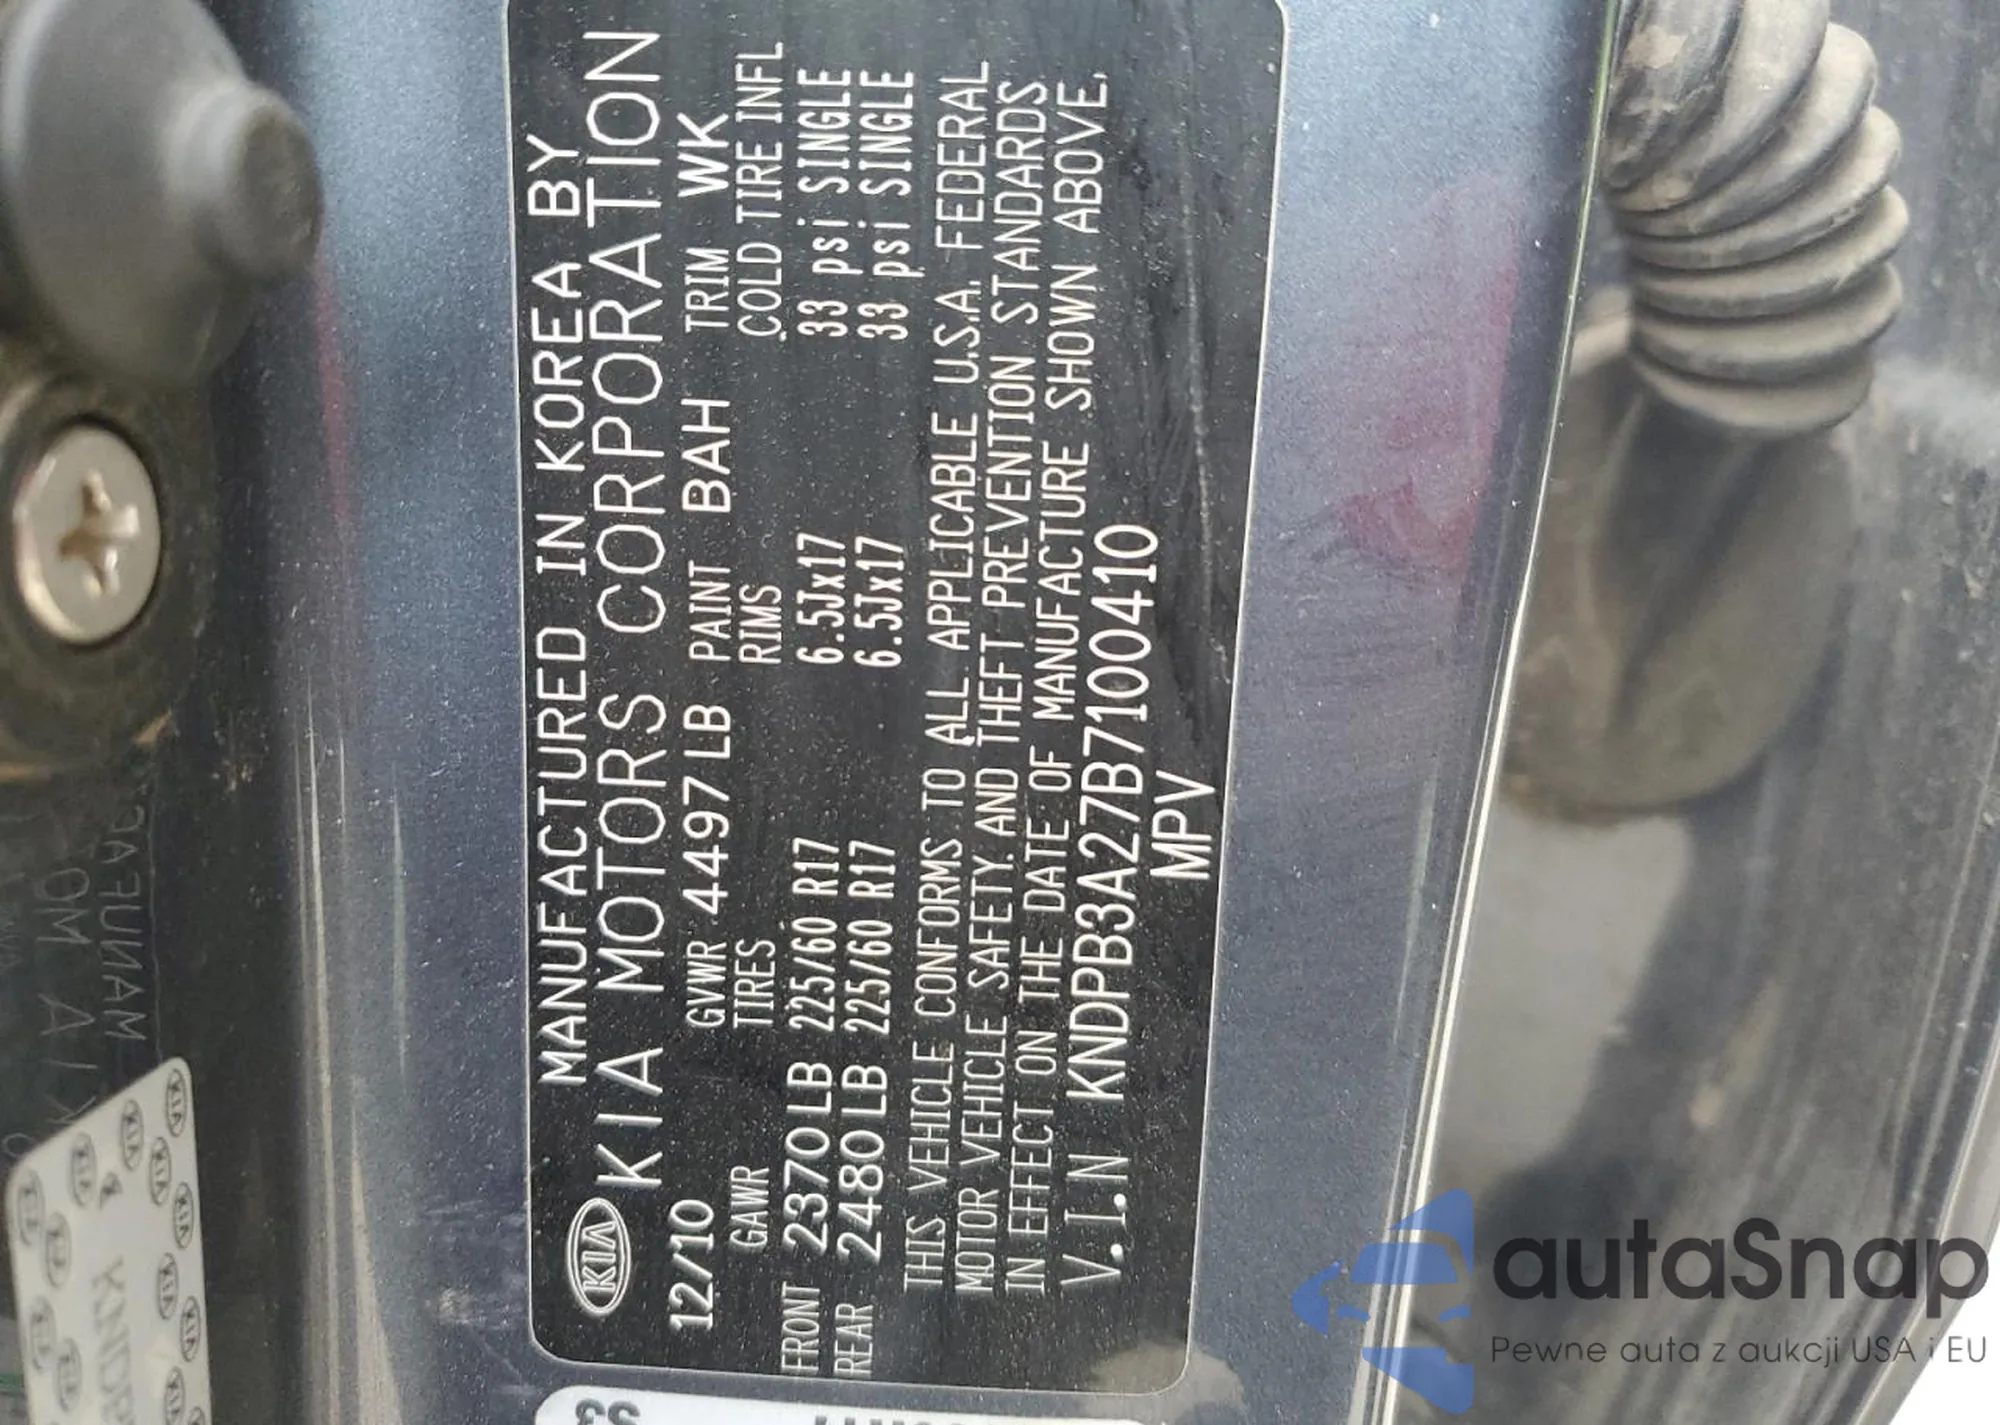 KIA MANUFACTURED IN KOREA BY
KIA MOTORS CORPORATION
12/10 GVWR 4497 LB PAINT BAH TRIM WK
GAWR TIRES RIMS COLD TIRE INFL
FRONT 2370 LB 225/60 R17 6.5Jx17 33 psi SINGLE
REAR 2480 LB 225/60 R17 6.5Jx17 33 psi SINGLE
THIS VEHICLE CONFORMS TO ALL APPLICABLE U.S.A. FEDERAL
MOTOR VEHICLE SAFETY, AND THEFT PREVENTION STANDARDS
IN EFFECT ON THE DATE OF MANUFACTURE SHOWN ABOVE.
V.I.N KNDPB3A27B7100410
MPV
autoSnap
Pewne auta z aukcji USA i EU